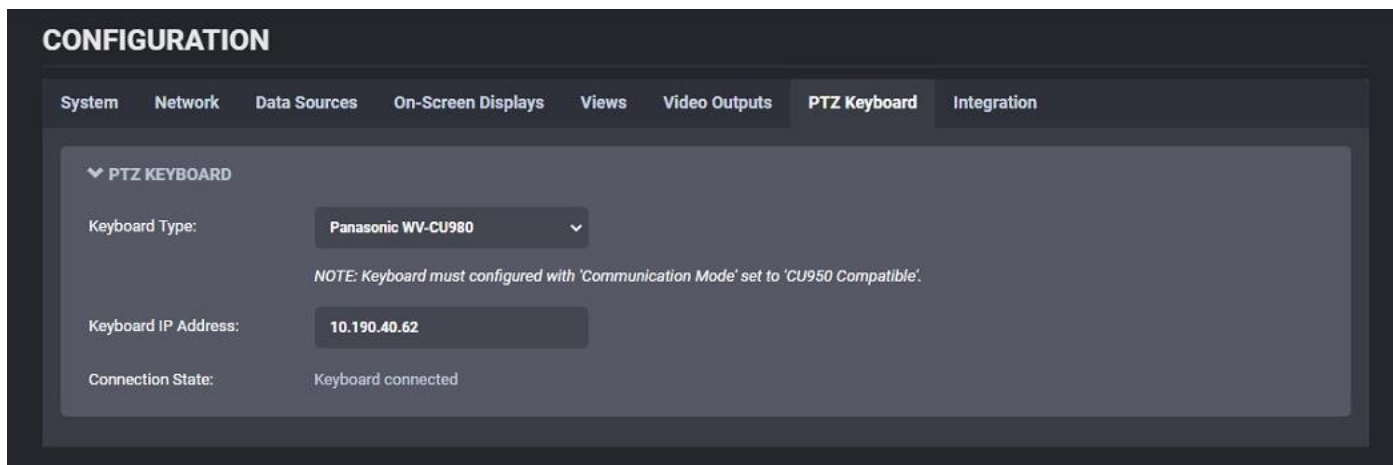 CONFIGURATION
System Network Data Sources On-Screen Displays Views Video Outputs PTZ Keyboard Integration
PTZ KEYBOARD
Keyboard Type: Panasonic WV-CU980
NOTE: Keyboard must configured with 'Communication Mode' set to 'CU950 Compatible'.
Keyboard IP Address: 10.190.40.62
Connection State: Keyboard connected